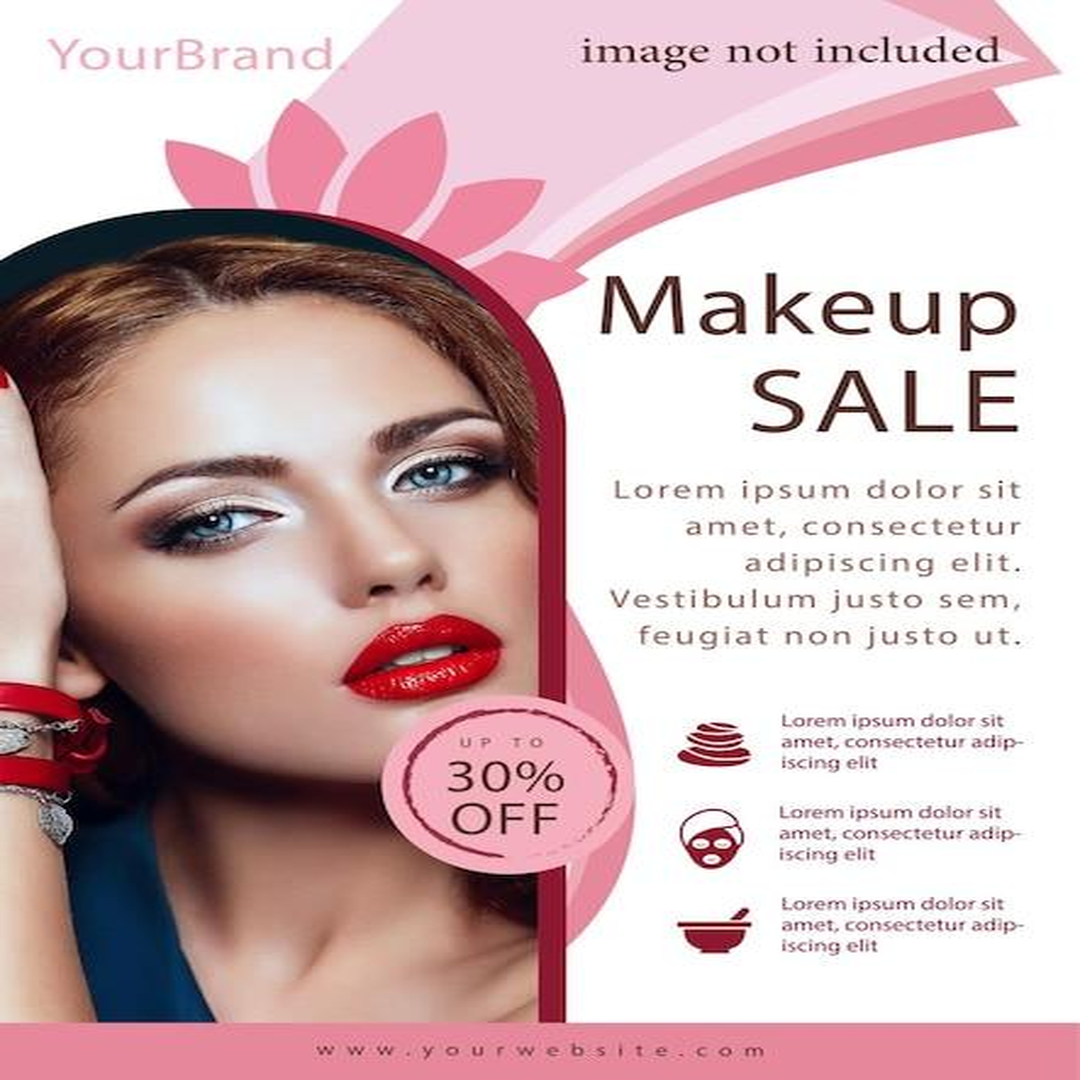 YourBrand.
image not included
Makeup
SALE
Lorem ipsum dolor sit
amet, consectetur
adipiscing elit.
Vestibulum justo sem,
feugiat non justo ut.
UP TO
30%
OFF
Lorem ipsum dolor sit
amet, consectetur adip-
iscing elit
Lorem ipsum dolor sit
amet, consectetur adip-
iscing elit
Lorem ipsum dolor sit
amet, consectetur adip-
iscing elit
www.yourwebsite.com